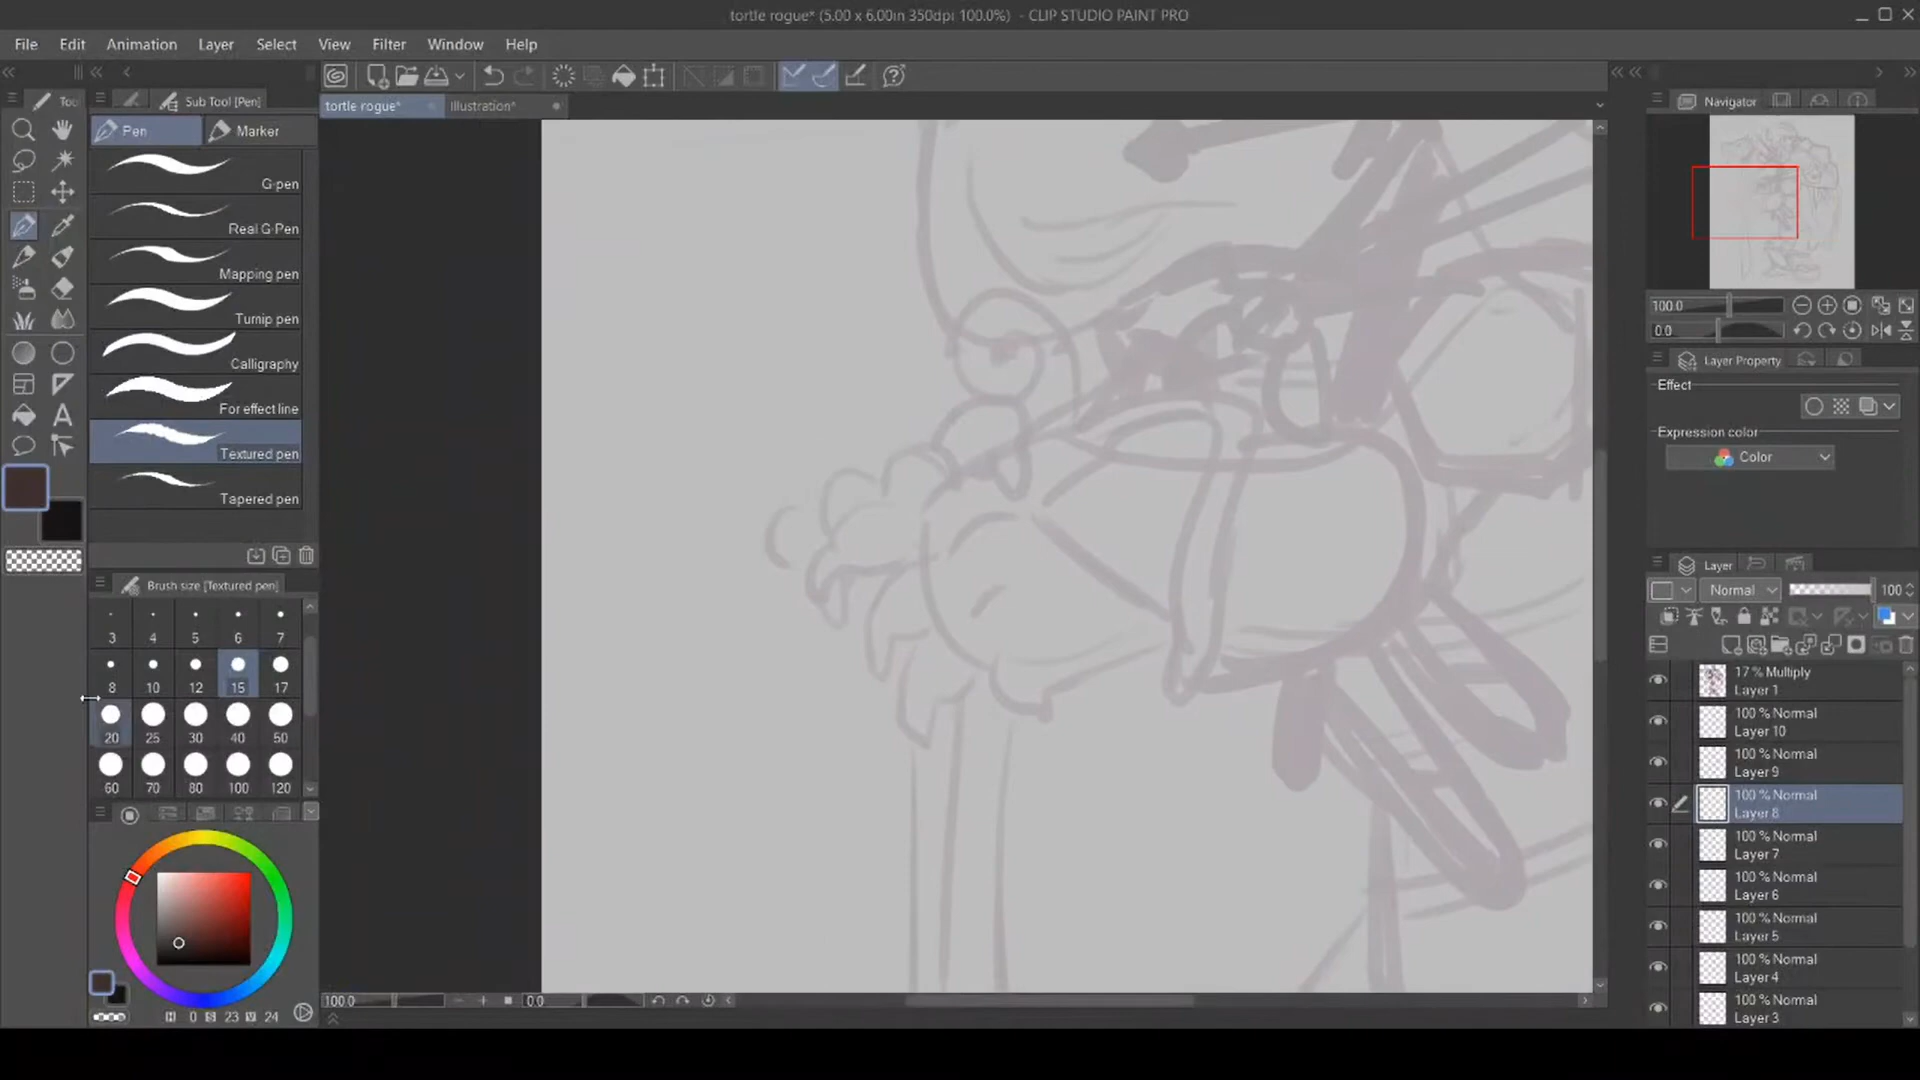 tortle rogue* (5.00 x 6.00in 350dpi 100.0%) - CLIP STUDIO PAINT PRO
File Edit Animation Layer Select View Filter Window Help
Too
Sub Tool [Pen]
tortle rogue*
Illustration*
Navigator
Pen
Marker
G-pen
Real G-Pen
Mapping pen
Turnip pen
Calligraphy
For effect line
Textured pen
Tapered pen
Brush size [Textured pen]
3 4 5 6 7
8 10 12 15 17
20 25 30 40 50
60 70 80 100 120
H 0 S 23 V 24
100.0
0.0
100.0
0.0
Layer Property
Effect
Expression color
Color
Layer
Normal
100
17 % Multiply
Layer 1
100 % Normal
Layer 10
100 % Normal
Layer 9
100 % Normal
Layer 8
100 % Normal
Layer 7
100 % Normal
Layer 6
100 % Normal
Layer 5
100 % Normal
Layer 4
100 % Normal
Layer 3